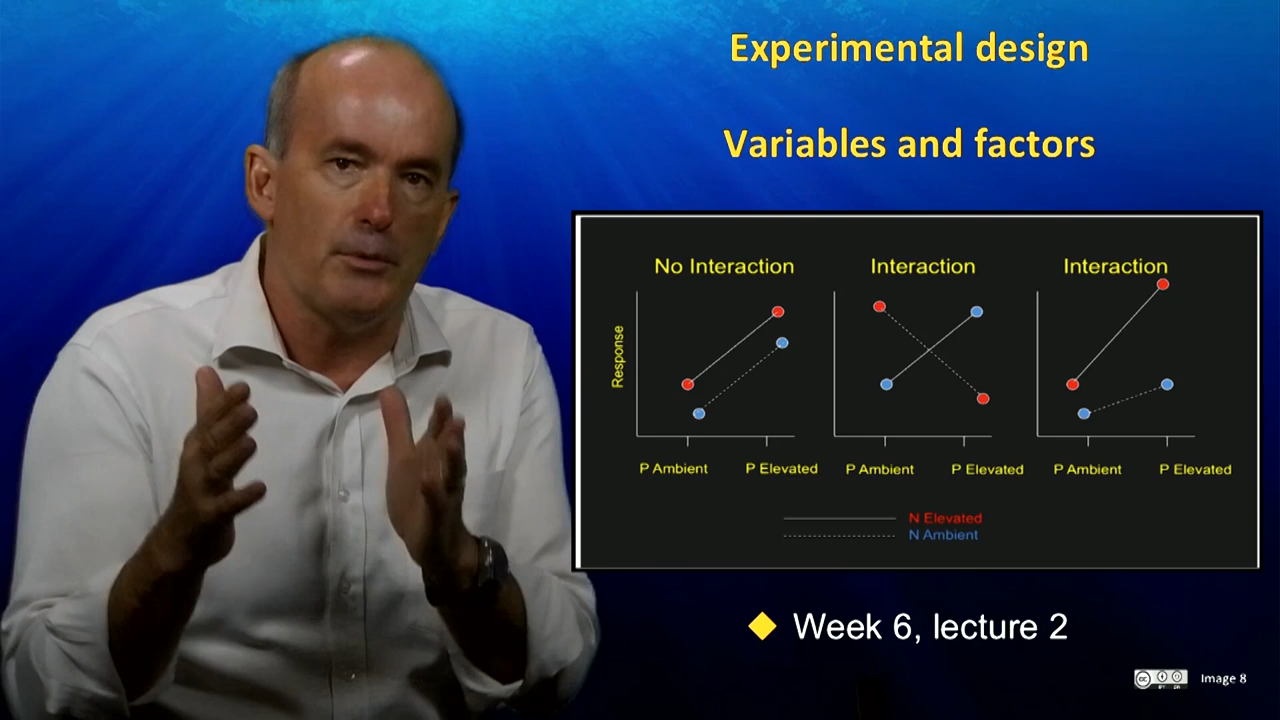 Experimental design
Variables and factors
No Interaction
Interaction
Interaction
Response
P Ambient
P Elevated
P Ambient
P Elevated
P Ambient
P Elevated
N Elevated
N Ambient
Week 6, lecture 2
cc
Image 8